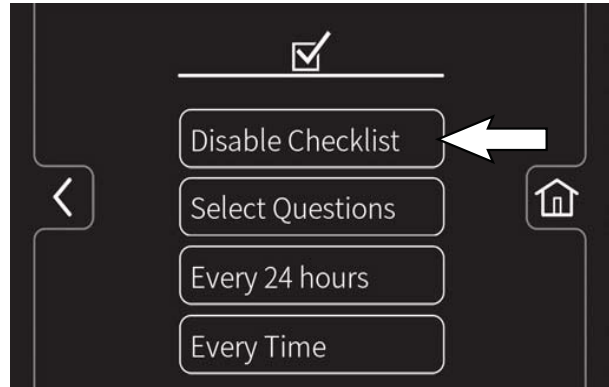 Disable Checklist
Select Questions
Every 24 hours
Every Time